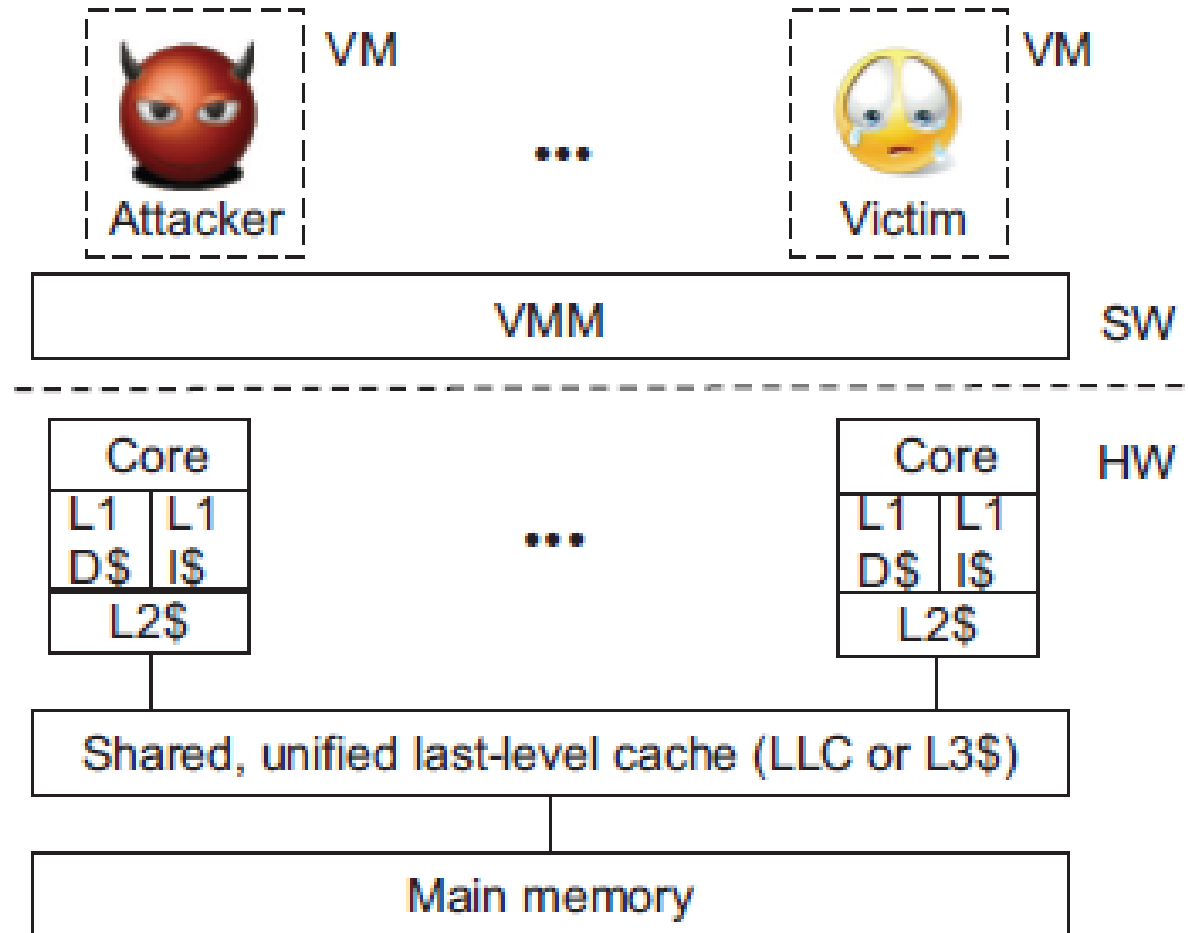 VM
VM
•••
Attacker
Victim
VMM
SW
Core
Core
HW
L1
L1
L1
L1
•••
D$
I$
D$
I$
L2$
L2$
Shared, unified last-level cache (LLC or L3$)
Main memory